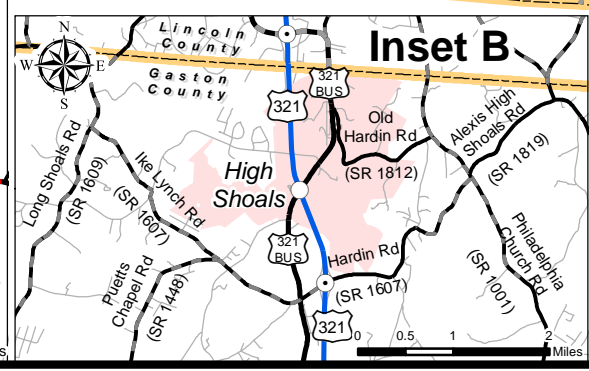 Inset B
N
W E
S
Lincoln
County
Gaston
County
321
BUS
321
Old
Hardin Rd
(SR 1812)
Alexis High
Shoals Rd
(SR 1819)
Long Shoals Rd
(SR 1609)
Ike Lynch Rd
(SR 1607)
High
Shoals
321
BUS
Hardin Rd
(SR 1607)
Puetts
Chapel Rd
(SR 1448)
Philadelphia
Church Rd
(SR 1001)
321
0 0.5 1 2
Miles